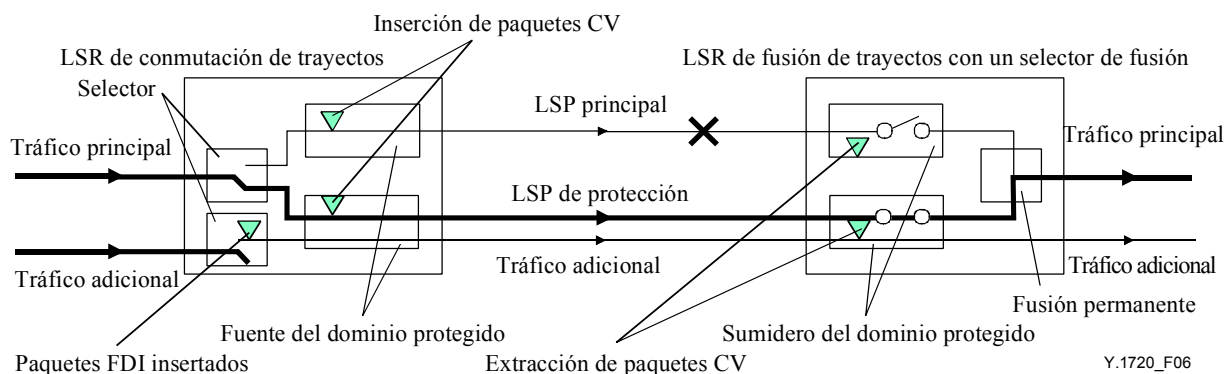 Inserción de paquetes CV
LSR de conmutación de trayectos
LSR de fusión de trayectos con un selector de fusión
Selector
LSP principal
Tráfico principal
Tráfico principal
LSP de protección
Tráfico adicional
Tráfico adicional
Tráfico adicional
Fusión permanente
Fuente del dominio protegido
Sumidero del dominio protegido
Paquetes FDI insertados
Extracción de paquetes CV
Y.1720_F06